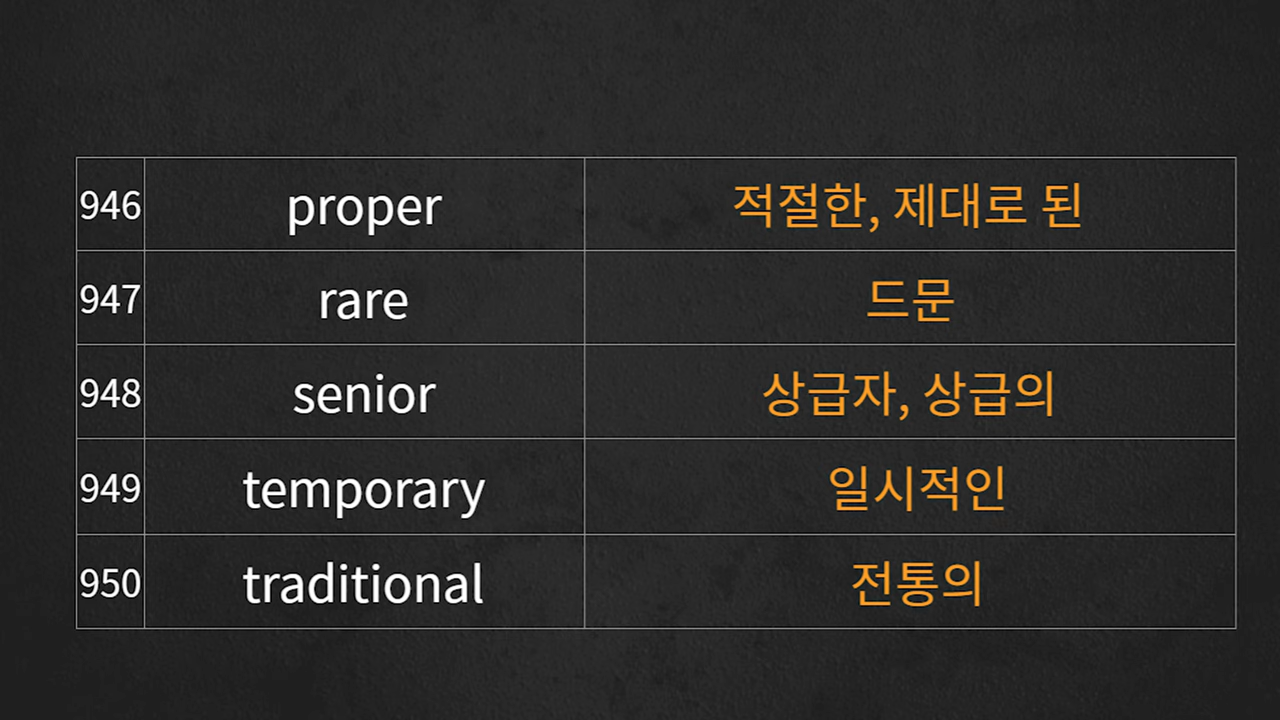 946 proper 적절한, 제대로 된
947 rare 드문
948 senior 상급자, 상급의
949 temporary 일시적인
950 traditional 전통의